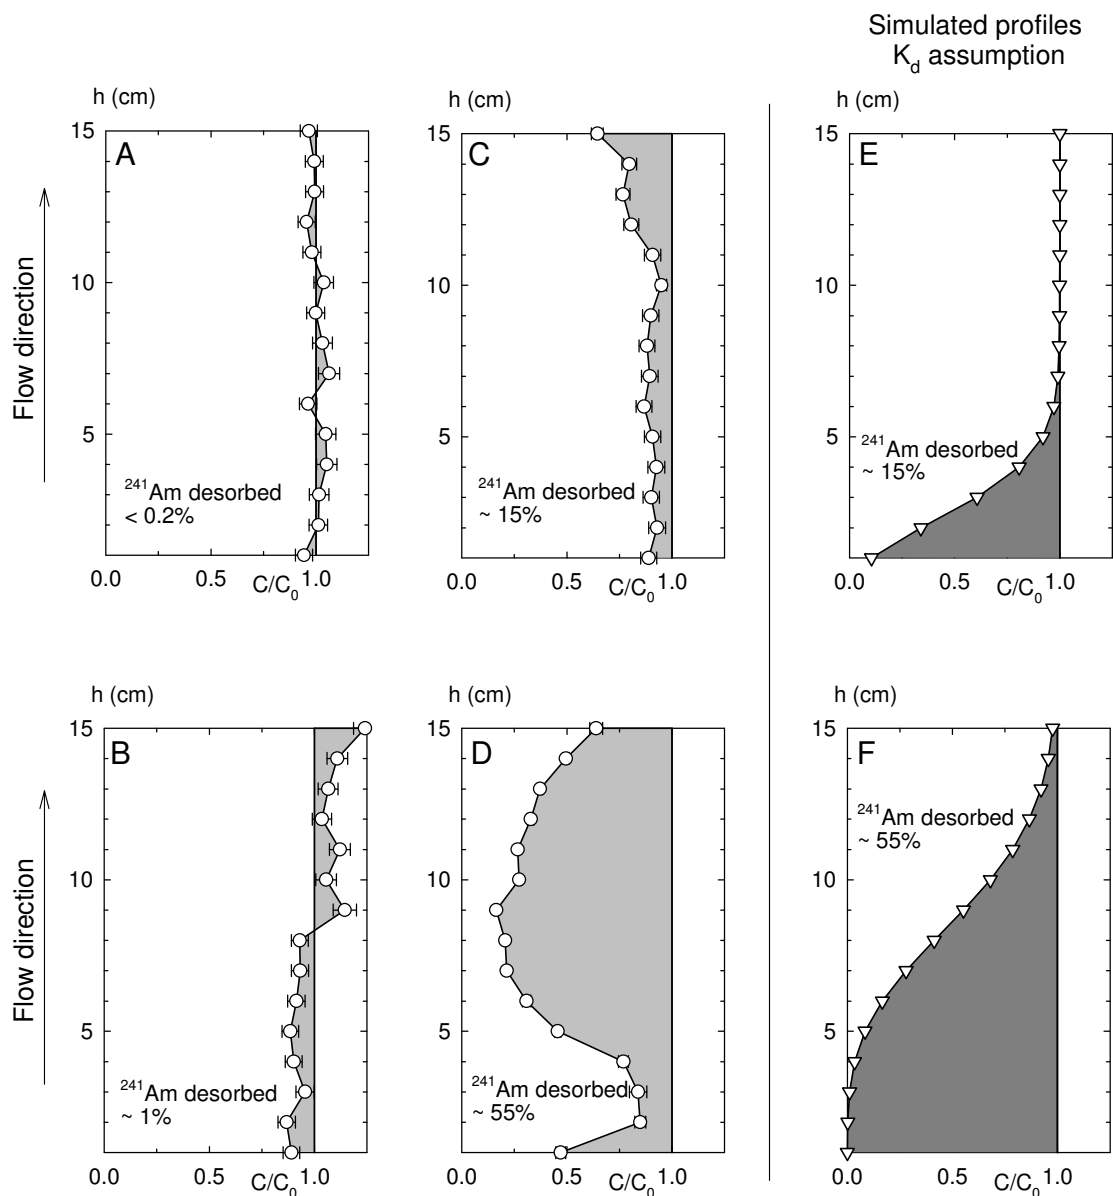 Simulated profiles
K_d assumption
h (cm)
15
A
10
5
Flow direction
²⁴¹Am desorbed
< 0.2%
0.0
0.5
C/C₀
1.0
h (cm)
15
C
10
5
²⁴¹Am desorbed
~ 15%
0.0
0.5
C/C₀
1.0
h (cm)
15
E
10
5
²⁴¹Am desorbed
~ 15%
0.0
0.5
C/C₀
1.0
h (cm)
15
B
10
5
Flow direction
²⁴¹Am desorbed
~ 1%
0.0
0.5
C/C₀
1.0
h (cm)
15
D
10
5
²⁴¹Am desorbed
~ 55%
0.0
0.5
C/C₀
1.0
h (cm)
15
F
10
5
²⁴¹Am desorbed
~ 55%
0.0
0.5
C/C₀
1.0